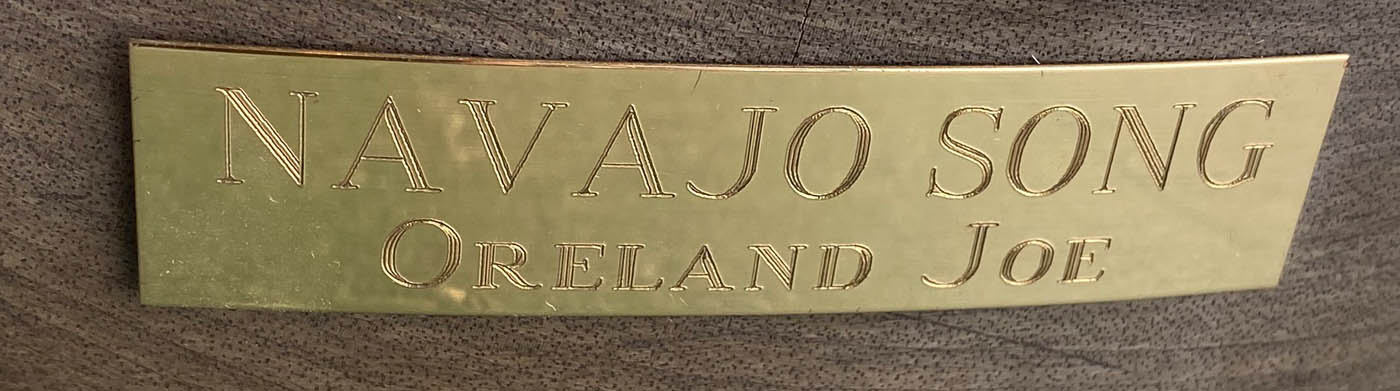 NAVAJO SONG
ORELAND JOE